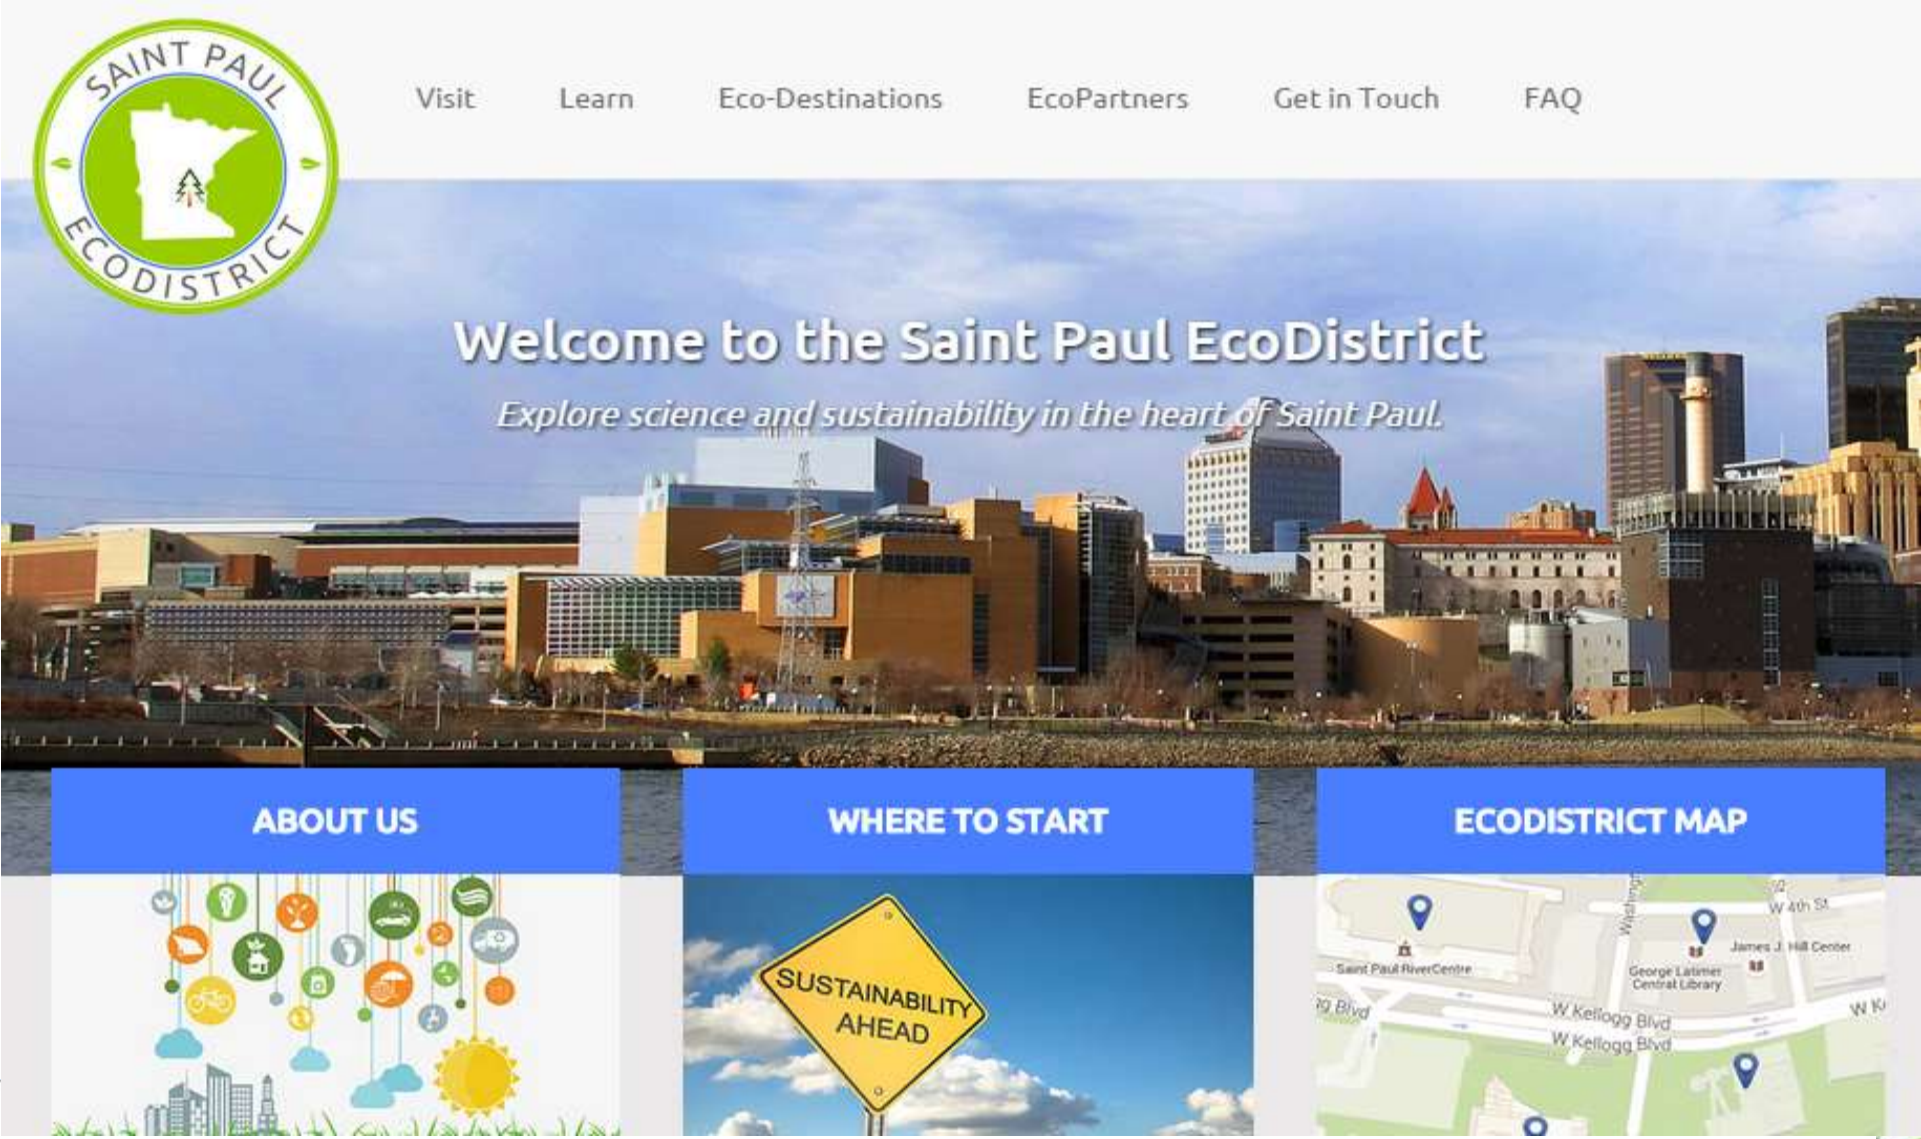 SAINT PAUL
ECODISTRICT
Visit
Learn
Eco-Destinations
EcoPartners
Get in Touch
FAQ
Welcome to the Saint Paul EcoDistrict
Explore science and sustainability in the heart of Saint Paul.
ABOUT US
WHERE TO START
ECODISTRICT MAP
SUSTAINABILITY
AHEAD
W 4th St
James J. Hill Center
Saint Paul RiverCentre
George Latimer
Central Library
W Kellogg Blvd
W Kellogg Blvd